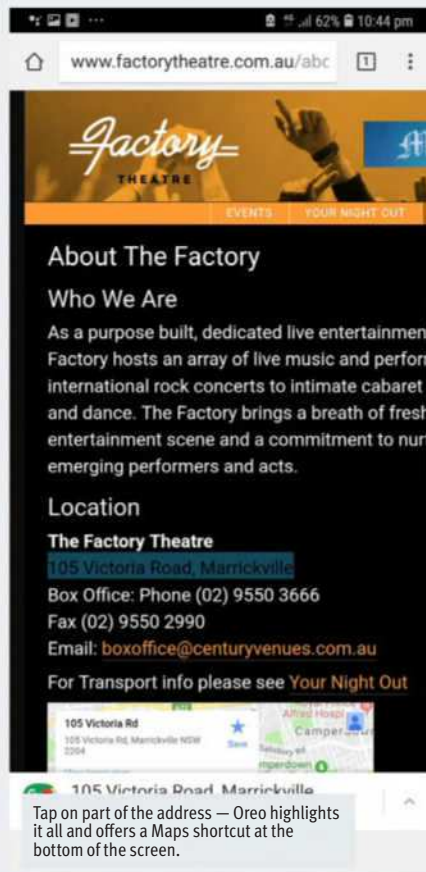 62% 10:44 pm
www.factorytheatre.com.au/abc
1
Factory
THEATRE
M
EVENTS YOUR NIGHT OUT
About The Factory
Who We Are
As a purpose built, dedicated live entertainmen
Factory hosts an array of live music and perfor
international rock concerts to intimate cabaret
and dance. The Factory brings a breath of fresh
entertainment scene and a commitment to nur
emerging performers and acts.
Location
The Factory Theatre
105 Victoria Road, Marrickville
Box Office: Phone (02) 9550 3666
Fax (02) 9550 2990
Email: boxoffice@centuryvenues.com.au
For Transport info please see Your Night Out
105 Victoria Rd
105 Victoria Rd, Marrickville NSW
2204
Save
Alfred Hospi
Camper
Salisbury Rd
mperdown
105 Victoria Road, Marrickville
Tap on part of the address — Oreo highlights
it all and offers a Maps shortcut at the
bottom of the screen.